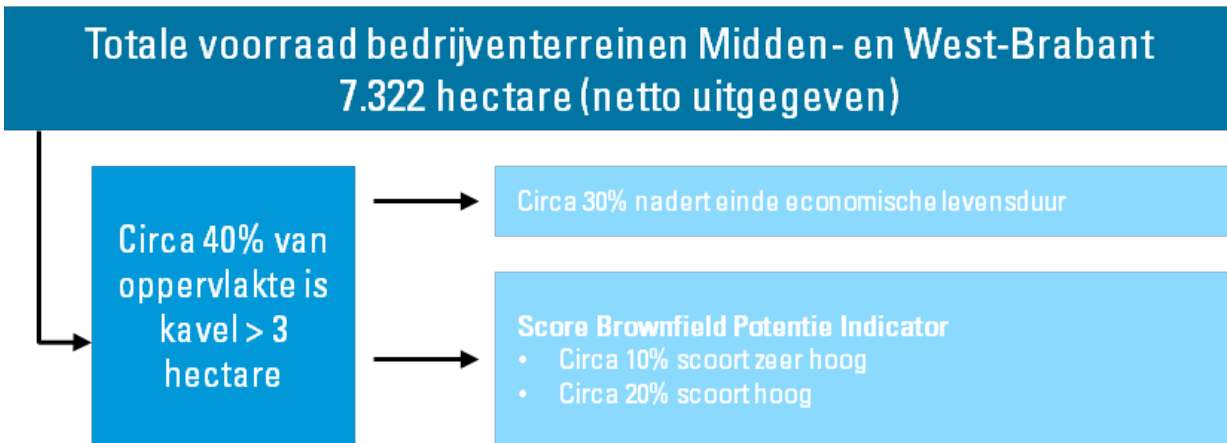 Totale voorraad bedrijventerreinen Midden- en West-Brabant
7.322 hectare (netto uitgegeven)
Circa 40% van
oppervlakte is
kavel > 3
hectare
Circa 30% nadert einde economische levensduur
Score Brownfield Potentie Indicator
• Circa 10% scoort zeer hoog
• Circa 20% scoort hoog